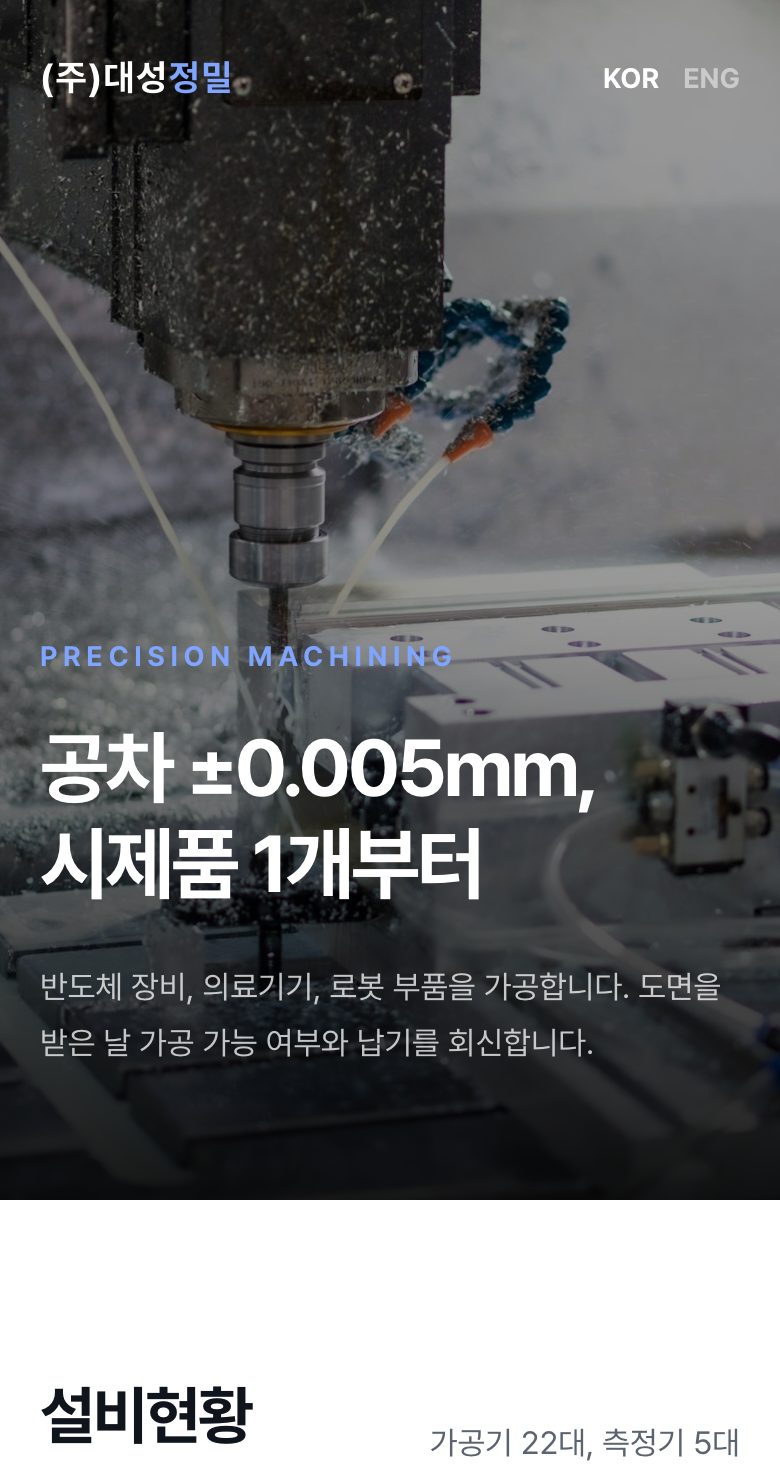 (주)대성정밀
KOR ENG
PRECISION MACHINING
공차 ±0.005mm,
시제품 1개부터
반도체 장비, 의료기기, 로봇 부품을 가공합니다. 도면을
받은 날 가공 가능 여부와 납기를 회신합니다.
설비현황
가공기 22대, 측정기 5대